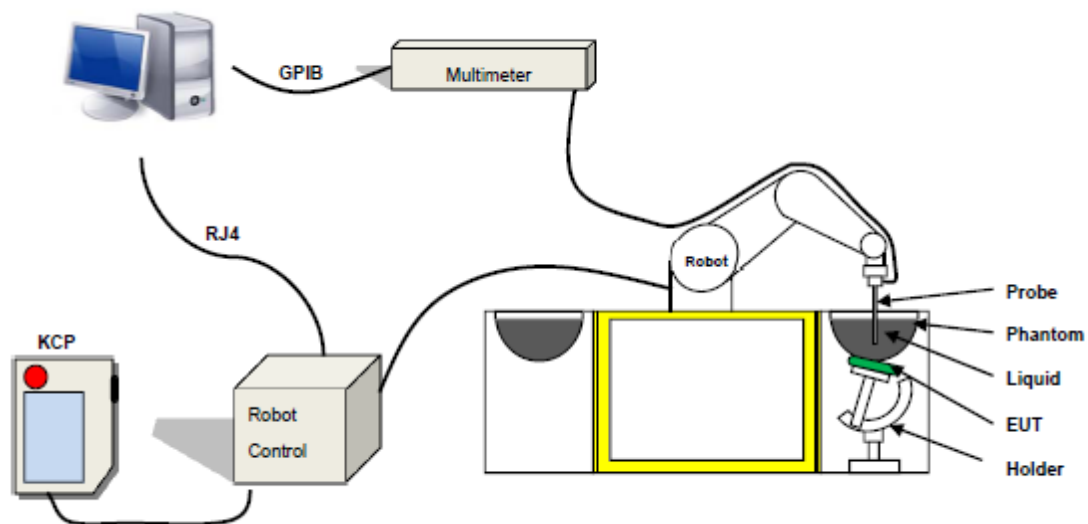 GPIB
Multimeter
RJ4
Robot
Probe
Phantom
KCP
Liquid
Robot
Control
EUT
Holder